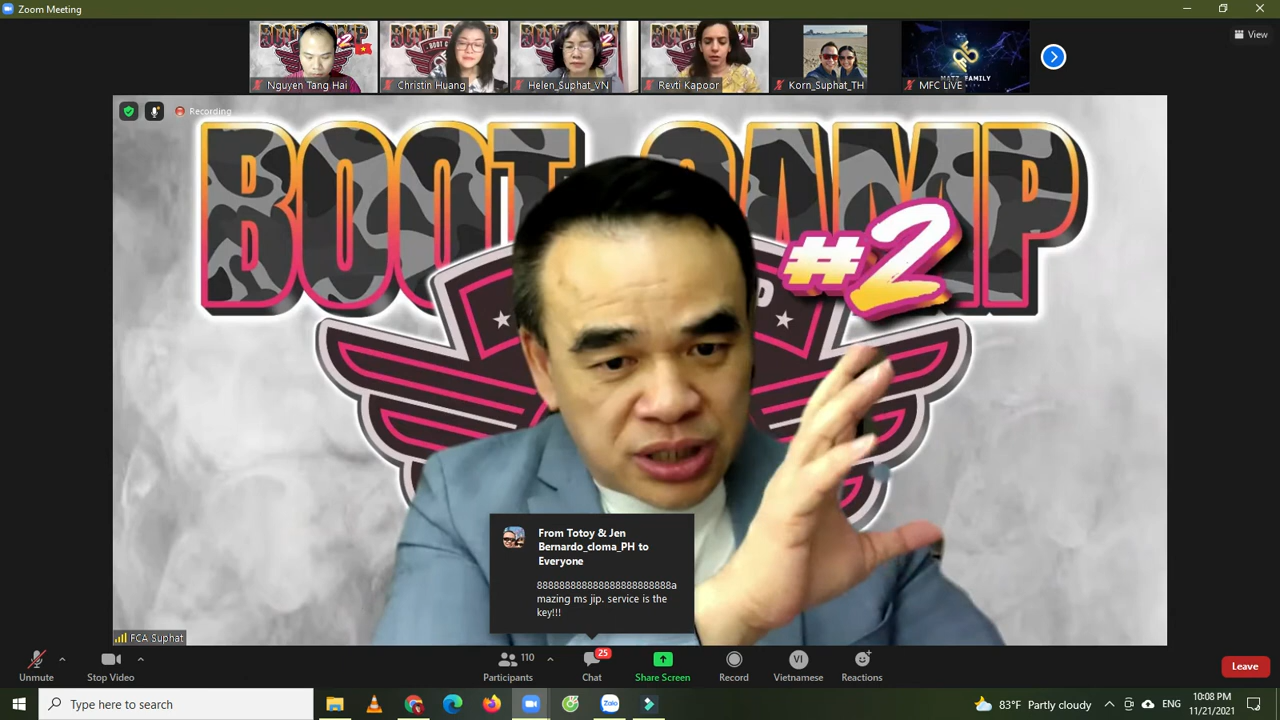 Zoom Meeting
View
Nguyen Tang Hai
Christin Huang
Helen_Suphat_VN
Revti Kapoor
Korn_Suphat_TH
MFC LiVE
Recording
BOOT CAMP
#2
From Totoy & Jen
Bernardo_cloma_PH to
Everyone
888888888888888888888888a
mazing ms jip. service is the
key!!!
FCA Suphat
Unmute
Stop Video
110
Participants
25
Chat
Share Screen
Record
VI
Vietnamese
Reactions
Leave
Type here to search
Zalo
83°F Partly cloudy
ENG
10:08 PM
11/21/2021